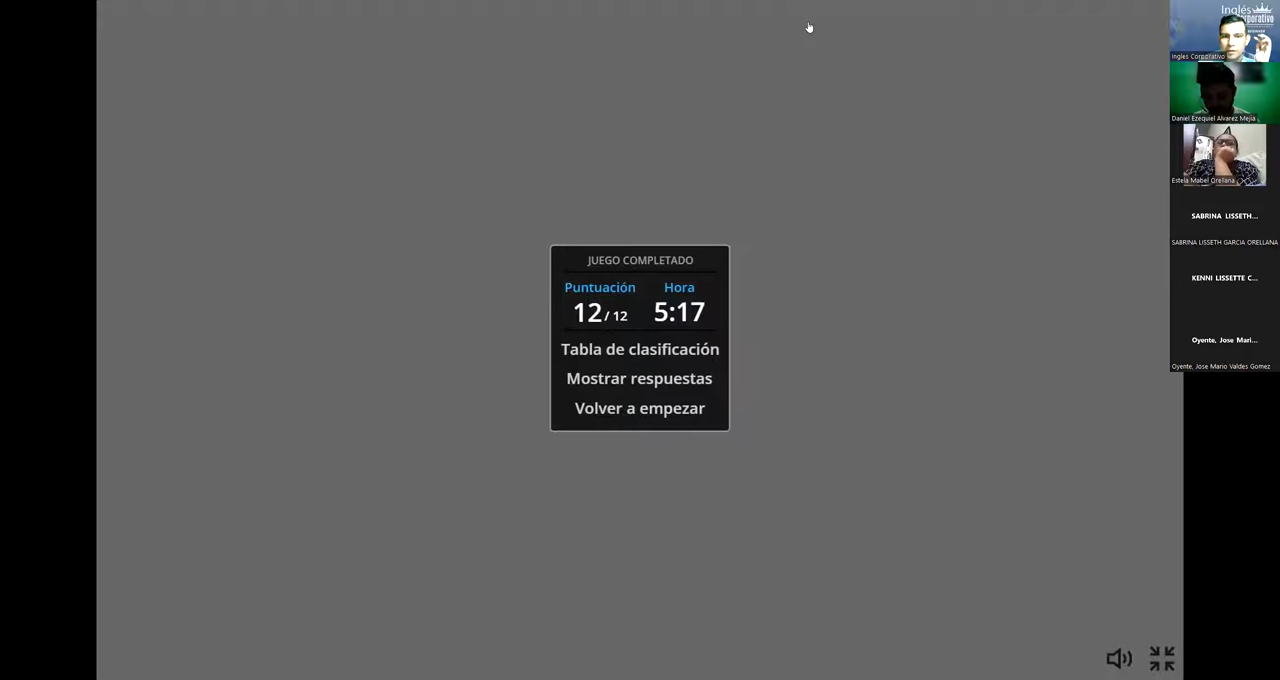 JUEGO COMPLETADO
Puntuación Hora
12 / 12 5:17
Tabla de clasificación
Mostrar respuestas
Volver a empezar
Inglés
Ingles Corporativo
Daniel Ezequiel Alvarez Mejia
Estela Mabel Orellana
SABRINA LISSETH...
SABRINA LISSETH GARCIA ORELLANA
KENNI LISSETTE C...
Oyente, Jose Mari...
Oyente, Jose Mario Valdes Gomez